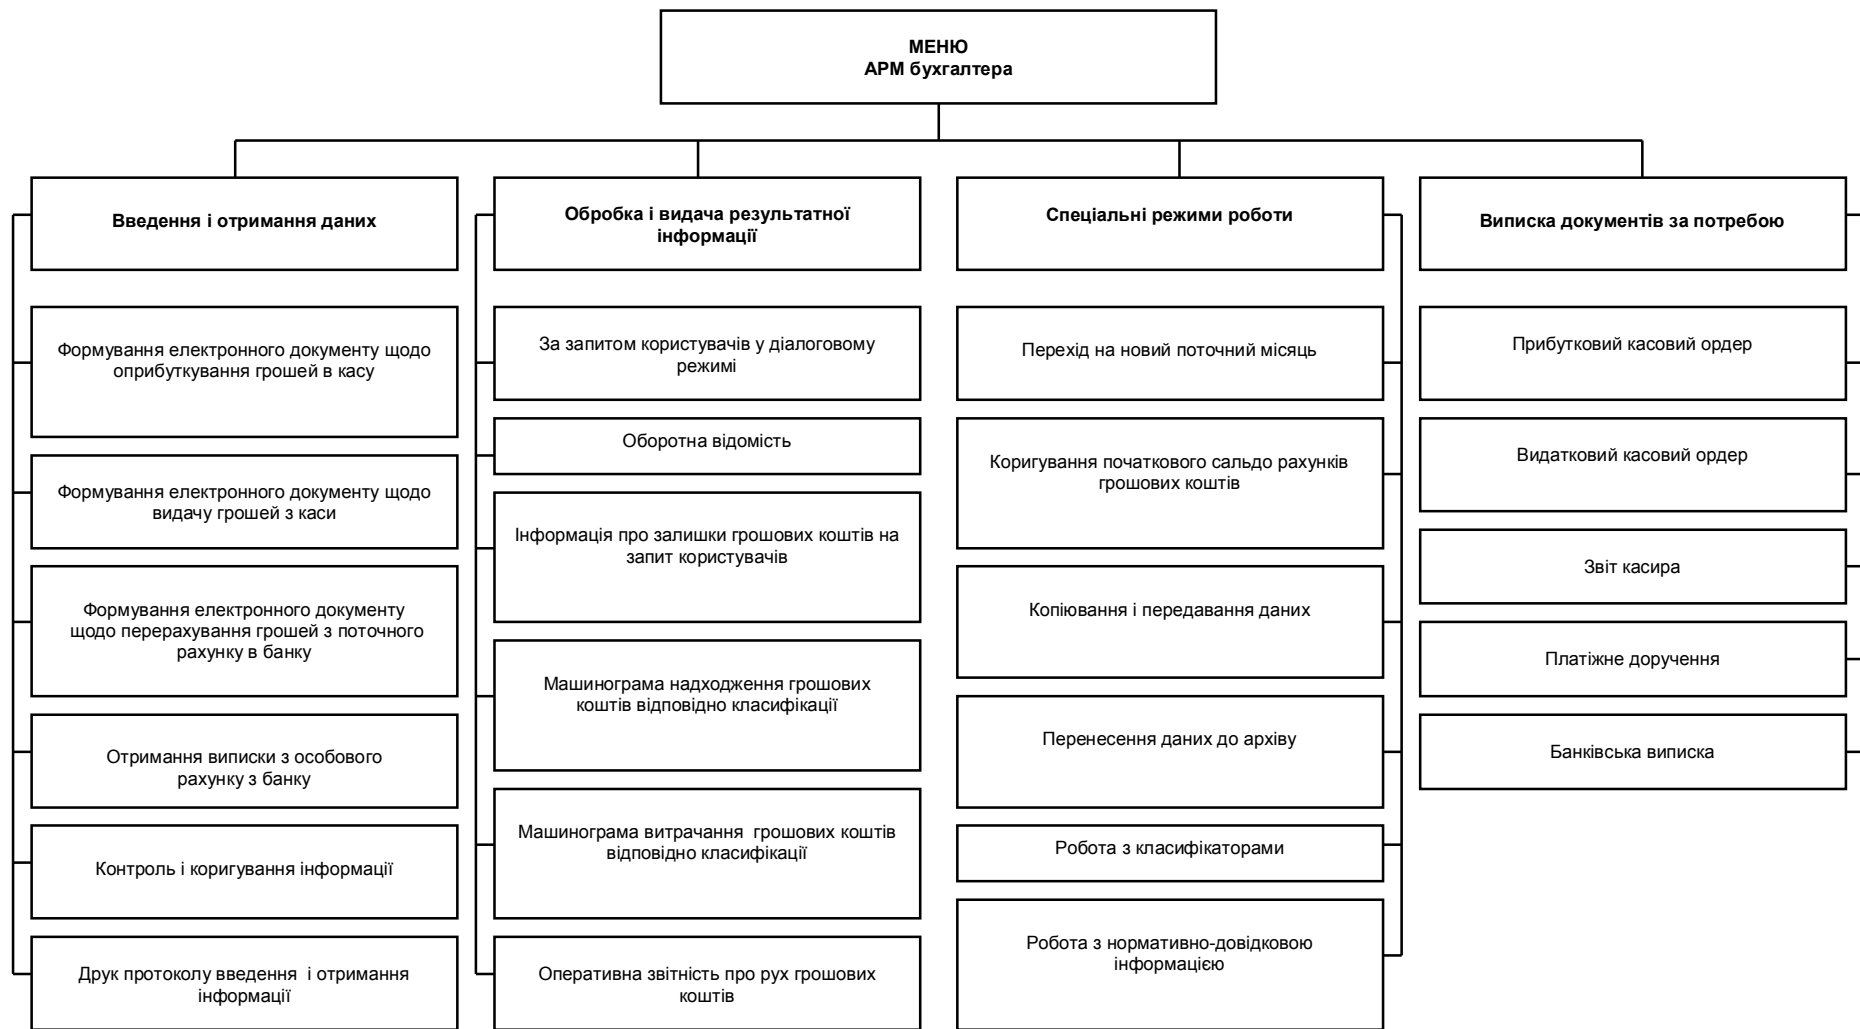 МЕНЮ
АРМ бухгалтера
Введення і отримання даних
Формування електронного документу щодо
оприбуткування грошей в касу
Формування електронного документу щодо
видачу грошей з каси
Формування електронного документу
щодо перерахування грошей з поточного
рахунку в банку
Отримання виписки з особового
рахунку з банку
Контроль і коригування інформації
Друк протоколу введення  і отримання
інформації
Обробка і видача результатної
інформації
За запитом користувачів у діалоговому
режимі
Оборотна відомість
Інформація про залишки грошових коштів на
запит користувачів
Машинограма надходження грошових
коштів відповідно класифікації
Машинограма витрачання  грошових коштів
відповідно класифікації
Оперативна звітність про рух грошових
коштів
Спеціальні режими роботи
Перехід на новий поточний місяць
Коригування початкового сальдо рахунків
грошових коштів
Копіювання і передавання даних
Перенесення даних до архіву
Робота з класифікаторами
Робота з нормативно-довідковою
інформацією
Виписка документів за потребою
Прибутковий касовий ордер
Видатковий касовий ордер
Звіт касира
Платіжне доручення
Банківська виписка